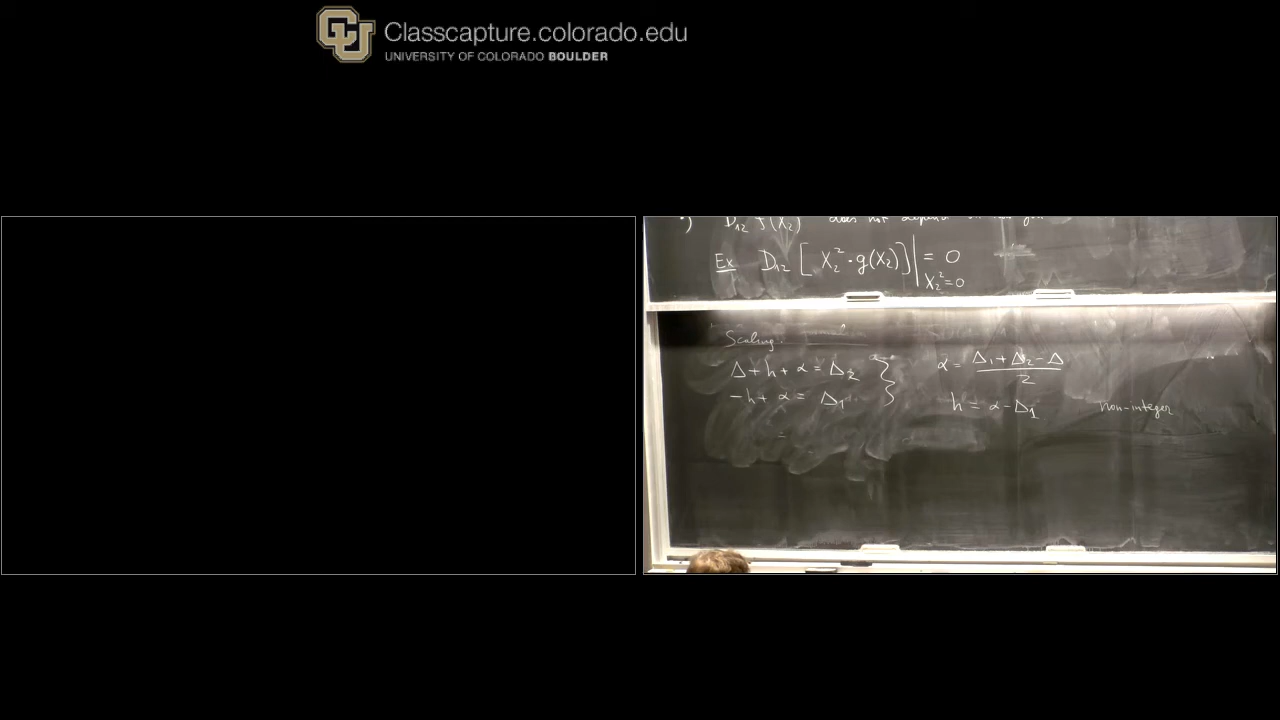 Classcapture.colorado.edu
UNIVERSITY OF COLORADO BOULDER
D₁₂ f(X₂) does not depend
Ex D₁₂ [ X₂² · g(X₂) ] | X₂²=0 = 0
Scaling:
Δ + h + α = Δ₂
-h + α = Δ₁
α = (Δ₁ + Δ₂ - Δ)/2
h = α - Δ₁ non-integer